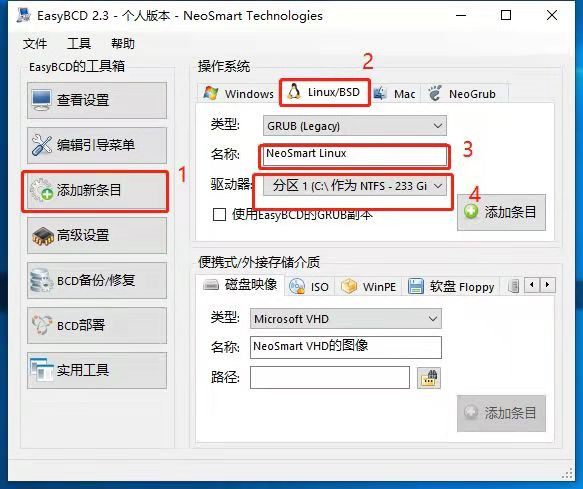 EasyBCD 2.3 - 个人版本 - NeoSmart Technologies
文件 工具 帮助
EasyBCD的工具箱
查看设置
编辑引导菜单
添加新条目
1
高级设置
BCD备份/修复
BCD部署
实用工具
操作系统
2
Windows Linux/BSD Mac NeoGrub
类型: GRUB (Legacy)
名称: NeoSmart Linux
3
驱动器: 分区 1 (C:\ 作为 NTFS - 233 Gi
4
使用EasyBCD的GRUB副本
添加条目
便携式/外接存储介质
磁盘映像 ISO WinPE 软盘 Floppy
类型: Microsoft VHD
名称: NeoSmart VHD的图像
路径:
添加条目